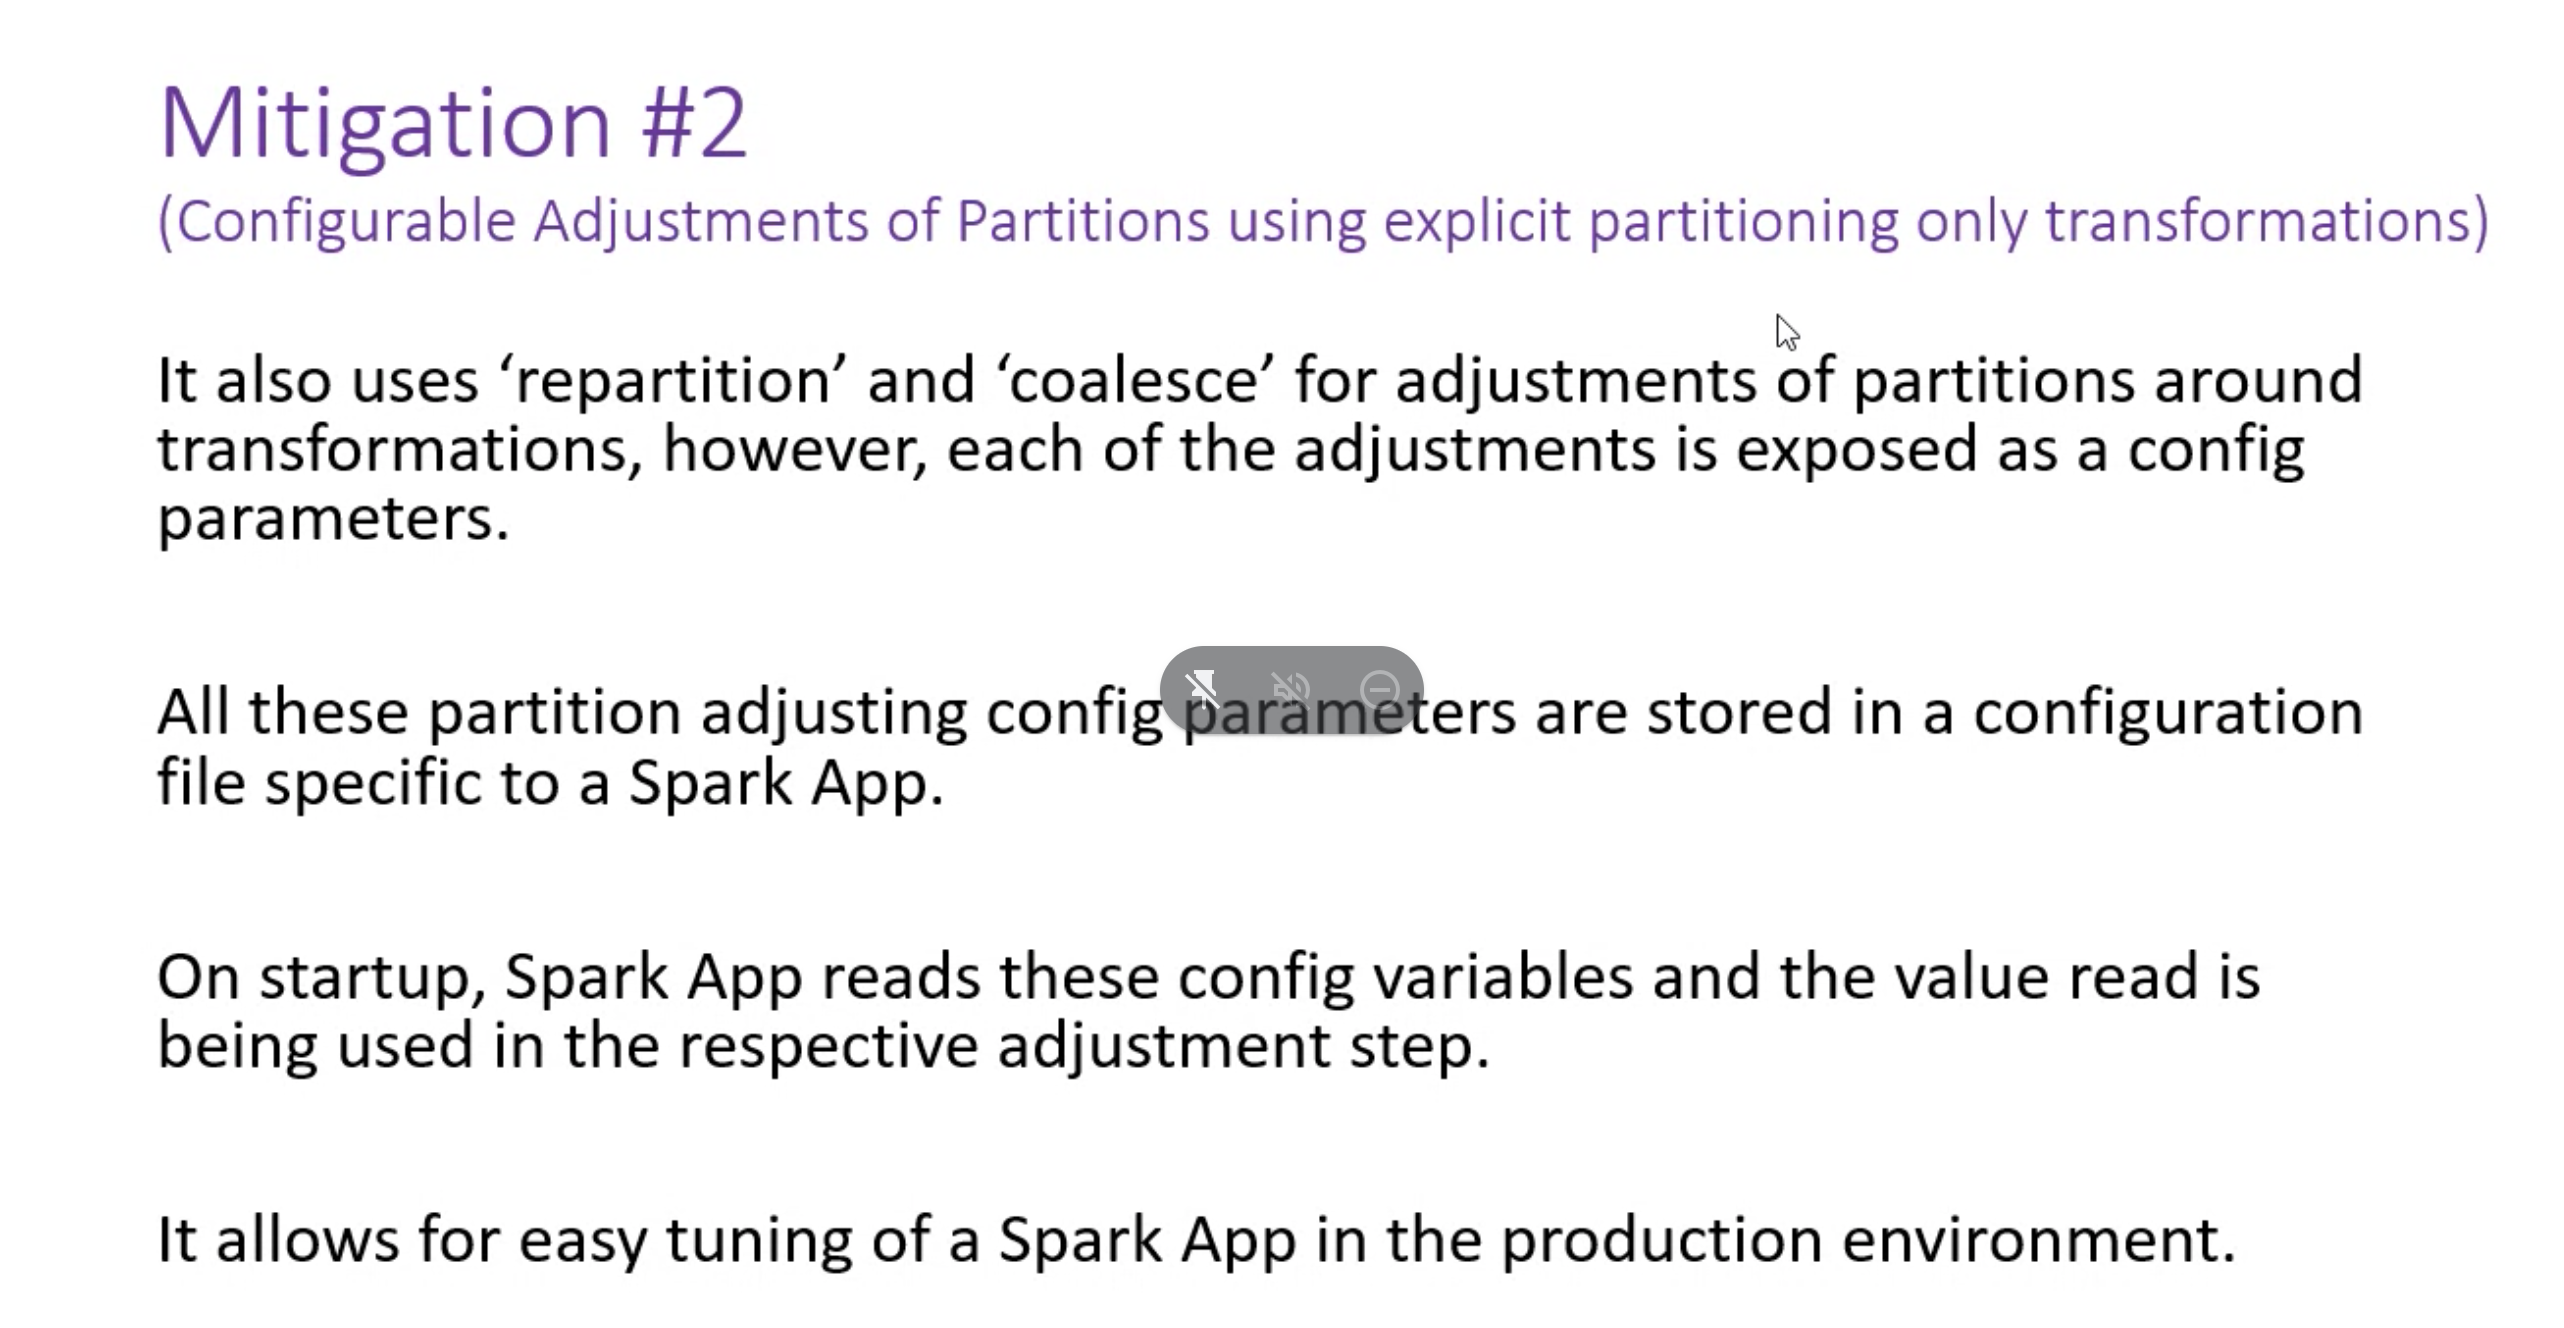 Mitigation #2
(Configurable Adjustments of Partitions using explicit partitioning only transformations)
It also uses ‘repartition’ and ‘coalesce’ for adjustments of partitions around
transformations, however, each of the adjustments is exposed as a config
parameters.
All these partition adjusting config parameters are stored in a configuration
file specific to a Spark App.
On startup, Spark App reads these config variables and the value read is
being used in the respective adjustment step.
It allows for easy tuning of a Spark App in the production environment.